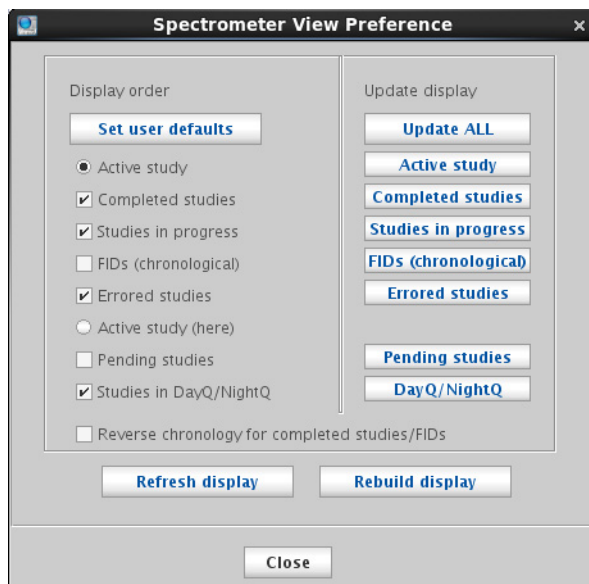 Spectrometer View Preference
Display order
Set user defaults
Active study
Completed studies
Studies in progress
FIDs (chronological)
Errored studies
Active study (here)
Pending studies
Studies in DayQ/NightQ
Update display
Update ALL
Active study
Completed studies
Studies in progress
FIDs (chronological)
Errored studies
Pending studies
DayQ/NightQ
Reverse chronology for completed studies/FIDs
Refresh display
Rebuild display
Close